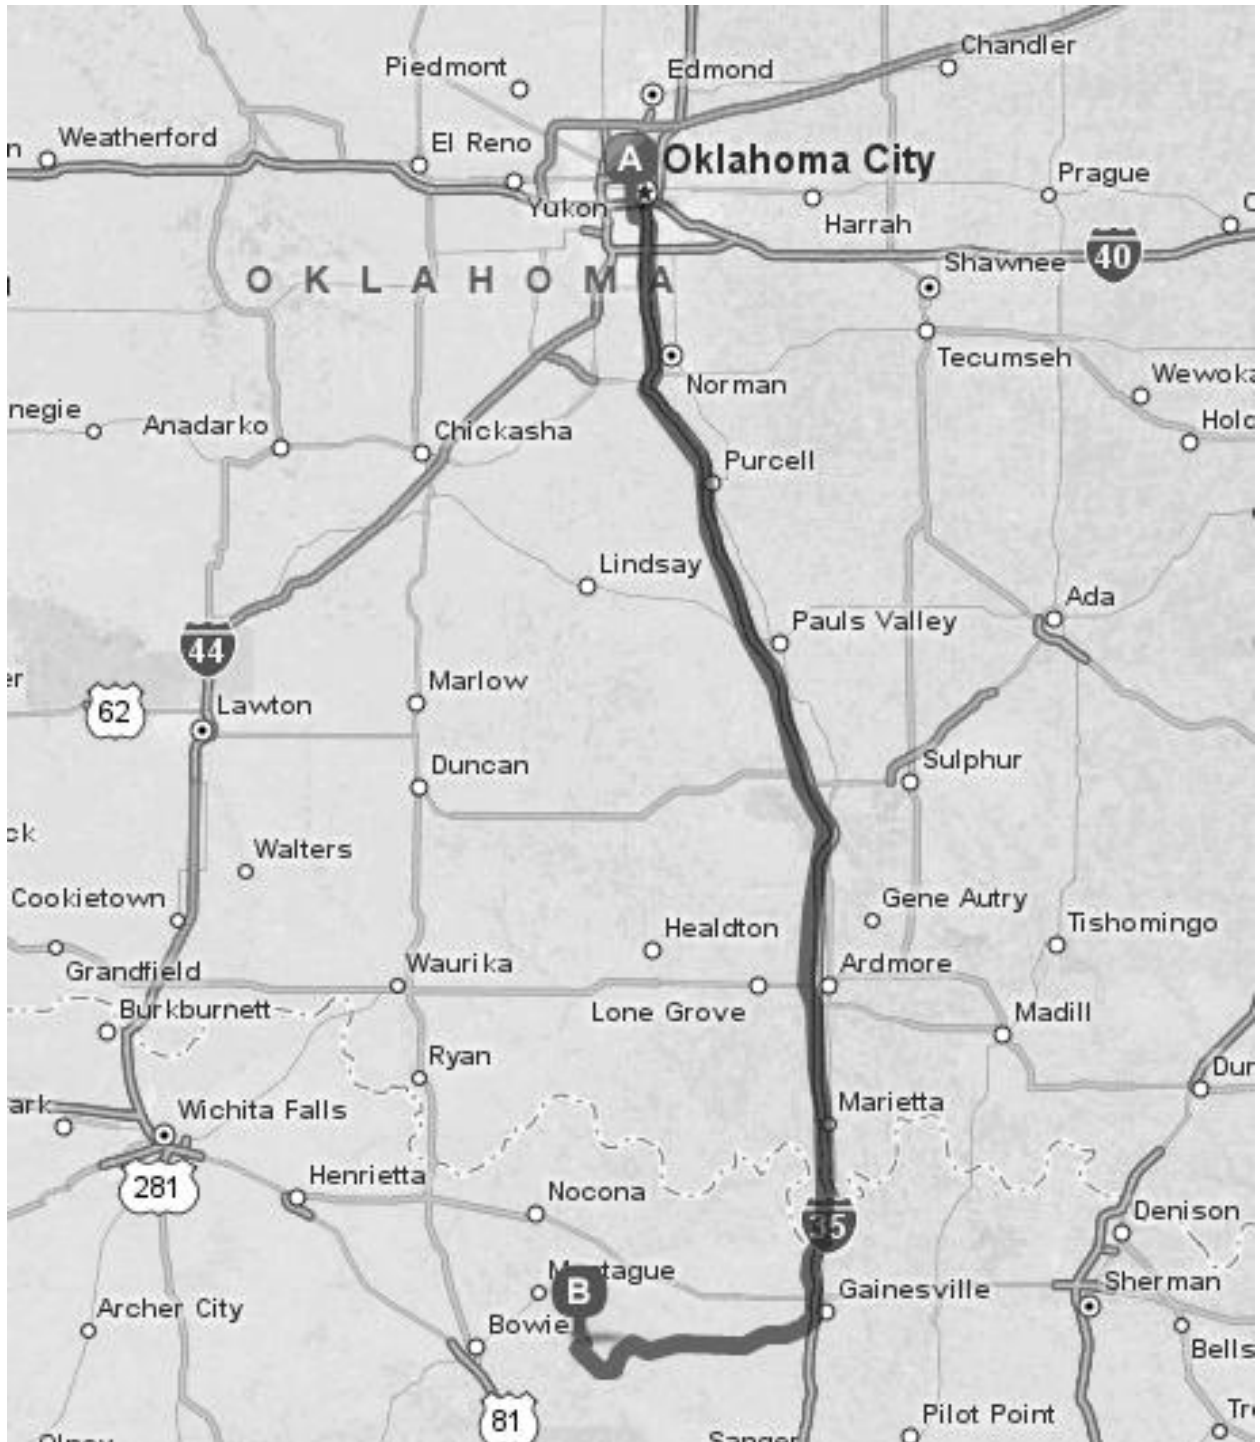 Chandler
Piedmont
Edmond
Weatherford
El Reno
A
Oklahoma City
Prague
Yukon
Harrah
40
Shawnee
OKLAHOMA
Tecumseh
Norman
Anadarko
Chickasha
Purcell
Lindsay
Ada
Pauls Valley
44
Marlow
62
Lawton
Duncan
Sulphur
Walters
Cookietown
Gene Autry
Healdton
Tishomingo
Grandfield
Waurika
Ardmore
Burkburnett
Lone Grove
Madill
Ryan
Marietta
Wichita Falls
Henrietta
281
Nocona
Denison
35
B
Gainesville
Sherman
Archer City
Bowie
81
Pilot Point